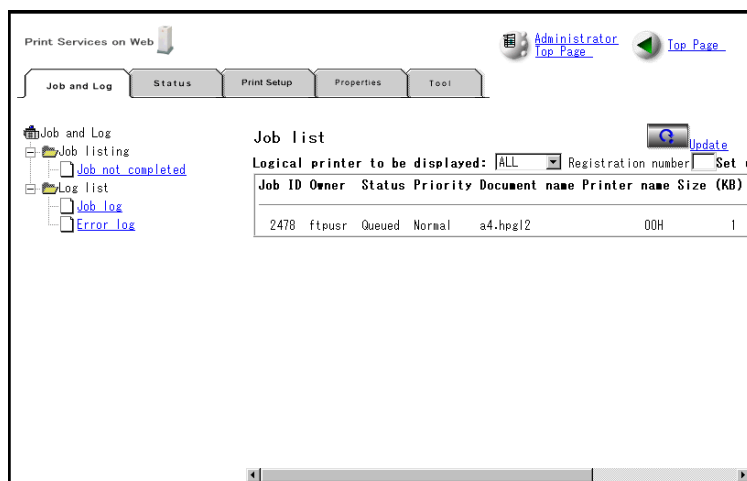 Print Services on Web
Administrator Top Page
Top Page
Job and Log
Status
Print Setup
Properties
Tool
Job and Log
Job listing
Job not completed
Log list
Job log
Error log
Job list
Update
Logical printer to be displayed: ALL Registration number Set
Job ID Owner Status Priority Document name Printer name Size (KB)
2478 ftpusr Queued Normal a4.hpgl2 00H 1